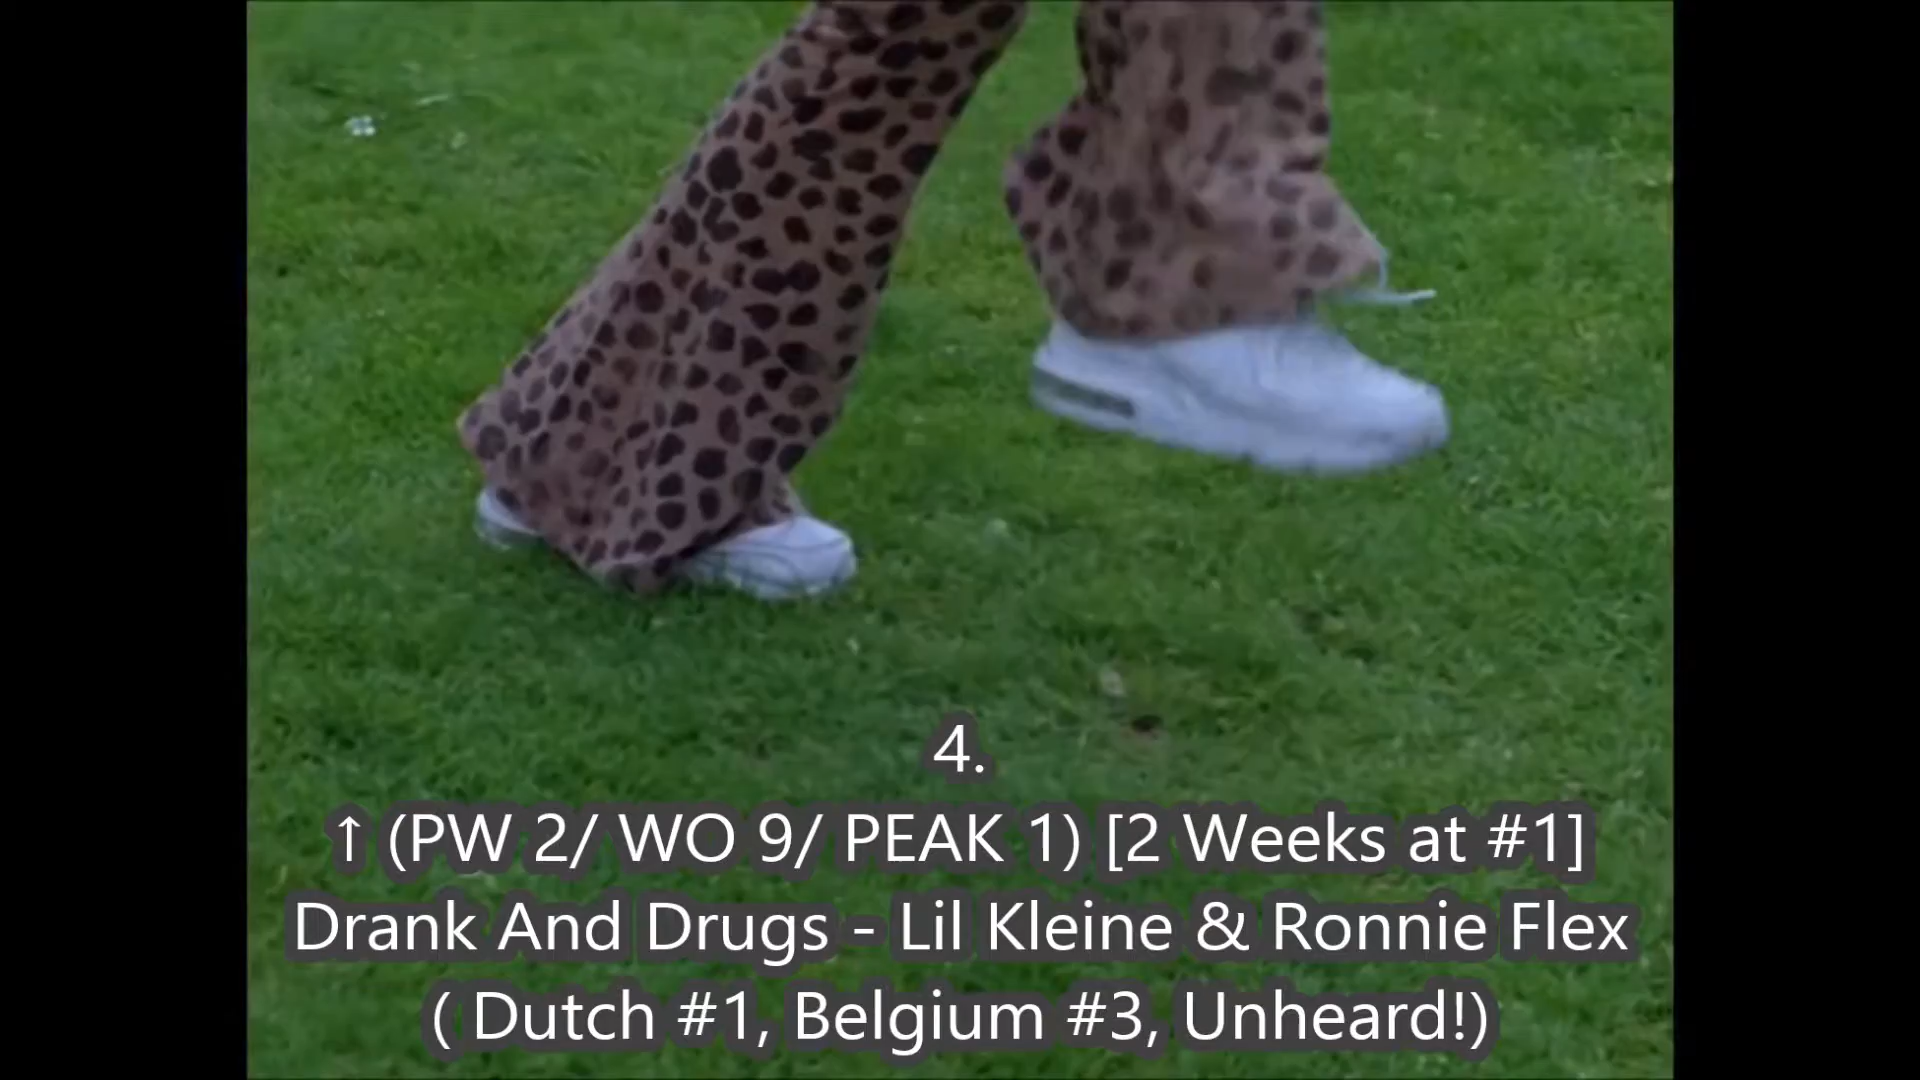 4.
↑ (PW 2/ WO 9/ PEAK 1) [2 Weeks at #1]
Drank And Drugs - Lil Kleine & Ronnie Flex
( Dutch #1, Belgium #3, Unheard!)